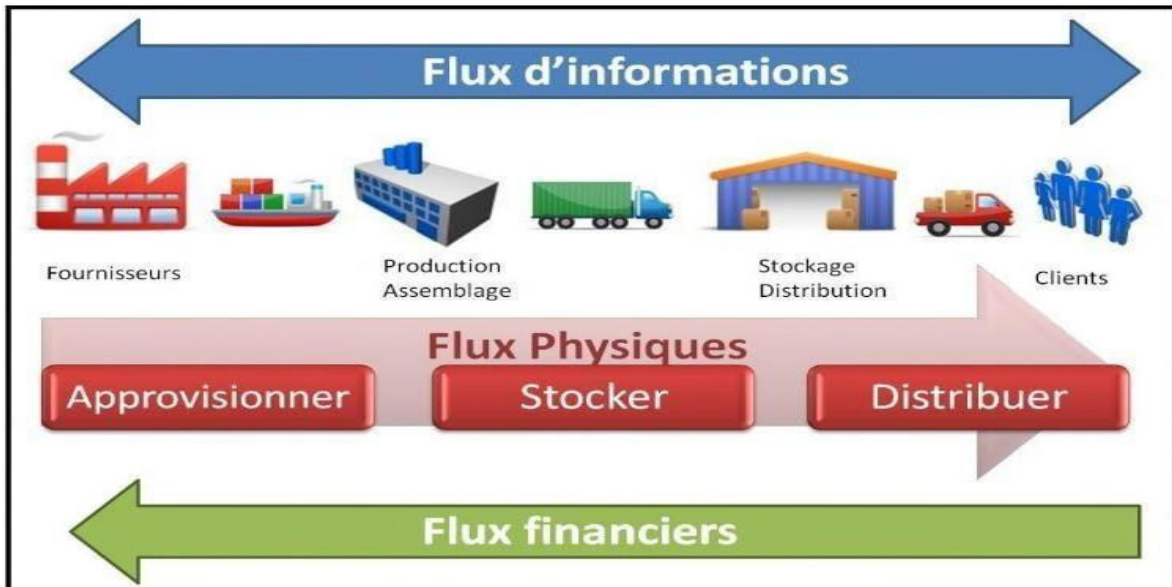 Flux d'informations
Fournisseurs
Production
Assemblage
Stockage
Distribution
Clients
Flux Physiques
Approvisionner
Stocker
Distribuer
Flux financiers